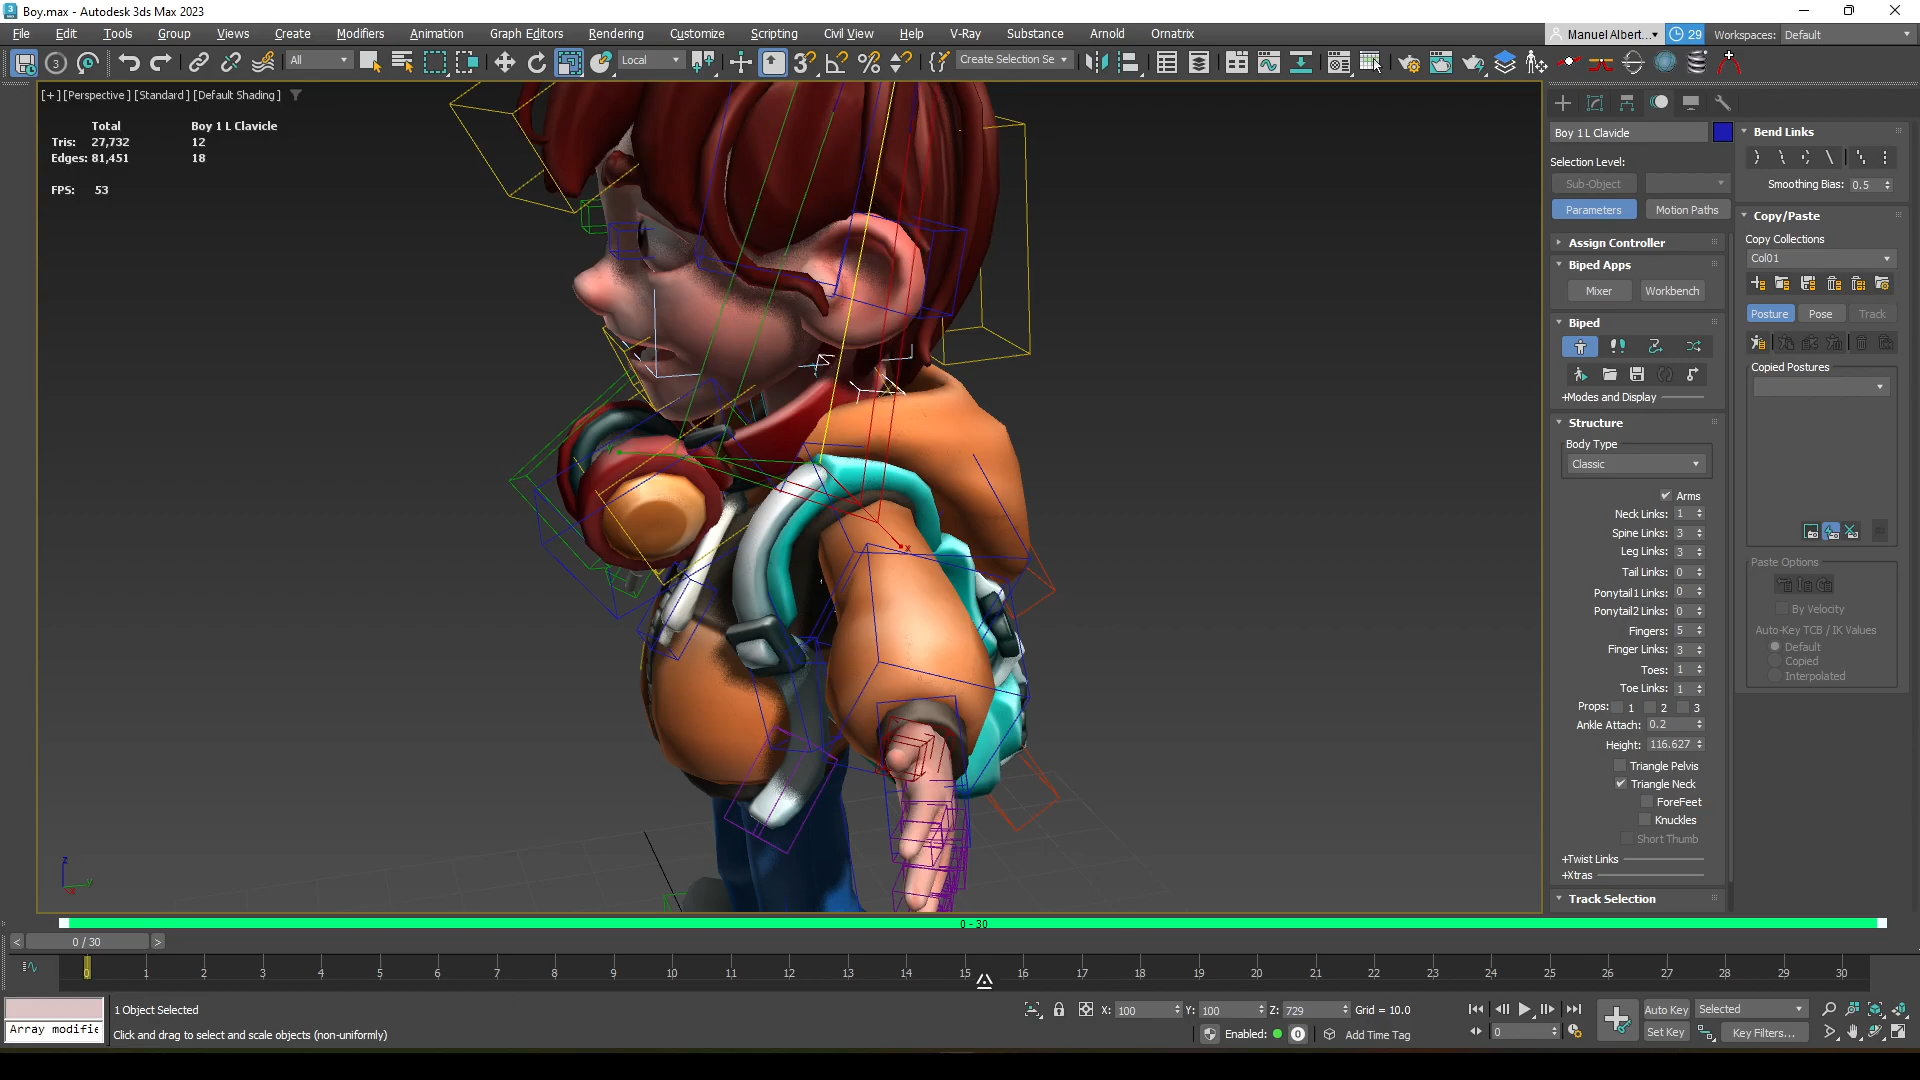 Boy.max - Autodesk 3ds Max 2023
File Edit Tools Group Views Create Modifiers Animation Graph Editors Rendering Customize Scripting Civil View Help V-Ray Substance Arnold Ornatrix
Manuel Albert... 29 Workspaces: Default
All Local Create Selection Se
[+] [Perspective] [Standard] [Default Shading]
Total Boy 1 L Clavicle
Tris: 27,732 12
Edges: 81,451 18
FPS: 53
Boy 1 L Clavicle
Selection Level:
Sub-Object
Parameters Motion Paths
Assign Controller
Biped Apps
Mixer Workbench
Biped
+Modes and Display
Structure
Body Type
Classic
Arms
Neck Links: 1
Spine Links: 3
Leg Links: 3
Tail Links: 0
Ponytail1 Links: 0
Ponytail2 Links: 0
Fingers: 5
Finger Links: 3
Toes: 1
Toe Links: 1
Props: 1 2 3
Ankle Attach: 0.2
Height: 116.627
Triangle Pelvis
Triangle Neck
ForeFeet
Knuckles
Short Thumb
+Twist Links
+Xtras
Track Selection
Bend Links
Smoothing Bias: 0.5
Copy/Paste
Copy Collections
Col01
Posture Pose Track
Copied Postures
Paste Options
By Velocity
Auto-Key TCB / IK Values
Default
Copied
Interpolated
z
y
x
x
0 - 30
< 0 / 30 >
0 1 2 3 4 5 6 7 8 9 10 11 12 13 14 15 16 17 18 19 20 21 22 23 24 25 26 27 28 29 30
1 Object Selected
Array modifie
Click and drag to select and scale objects (non-uniformly)
X: 100 Y: 100 Z: 729 Grid = 10.0
Enabled: 0 Add Time Tag
0
Auto Key Selected
Set Key Key Filters...